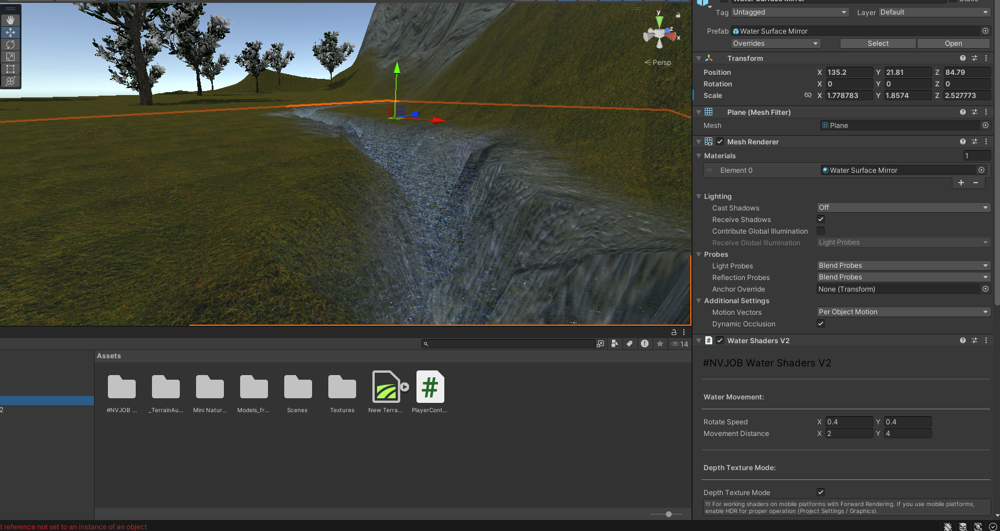 Tag Untagged Layer Default
Prefab Water Surface Mirror
Overrides Select Open
Transform
Position X 135.2 Y 21.81 Z 84.79
Rotation X 0 Y 0 Z 0
Scale X 1.778783 Y 1.8574 Z 2.527773
Plane (Mesh Filter)
Mesh Plane
Mesh Renderer
Materials 1
Element 0 Water Surface Mirror
Lighting
Cast Shadows Off
Receive Shadows
Contribute Global Illumination
Receive Global Illumination Light Probes
Probes
Light Probes Blend Probes
Reflection Probes Blend Probes
Anchor Override None (Transform)
Additional Settings
Motion Vectors Per Object Motion
Dynamic Occlusion
# Water Shaders V2
#NVJOB Water Shaders V2
Water Movement:
Rotate Speed X 0.4 Y 0.4
Movement Distance X 2 Y 4
Depth Texture Mode:
Depth Texture Mode
!!! For working shaders on mobile platforms with Forward Rendering. If you use mobile platforms,
enable HDR for proper operation (Project Settings / Graphics).
y
z
x
< Persp
14
Assets
2
#
#NVJOB ... _TerrainAu... Mini Natur... Models_fr... Scenes Textures New Terra... PlayerCont...
t reference not set to an instance of an object